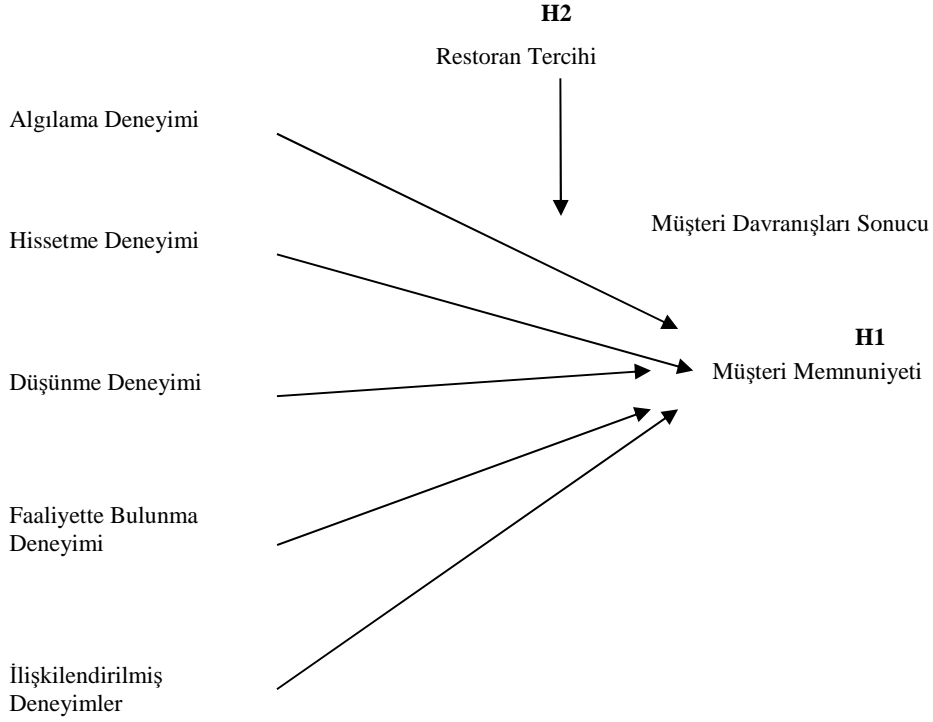 H2
Restoran Tercihi
Algılama Deneyimi
Müşteri Davranışları Sonucu
Hissetme Deneyimi
H1
Müşteri Memnuniyeti
Düşünme Deneyimi
Faaliyette Bulunma
Deneyimi
İlişkilendirilmiş
Deneyimler